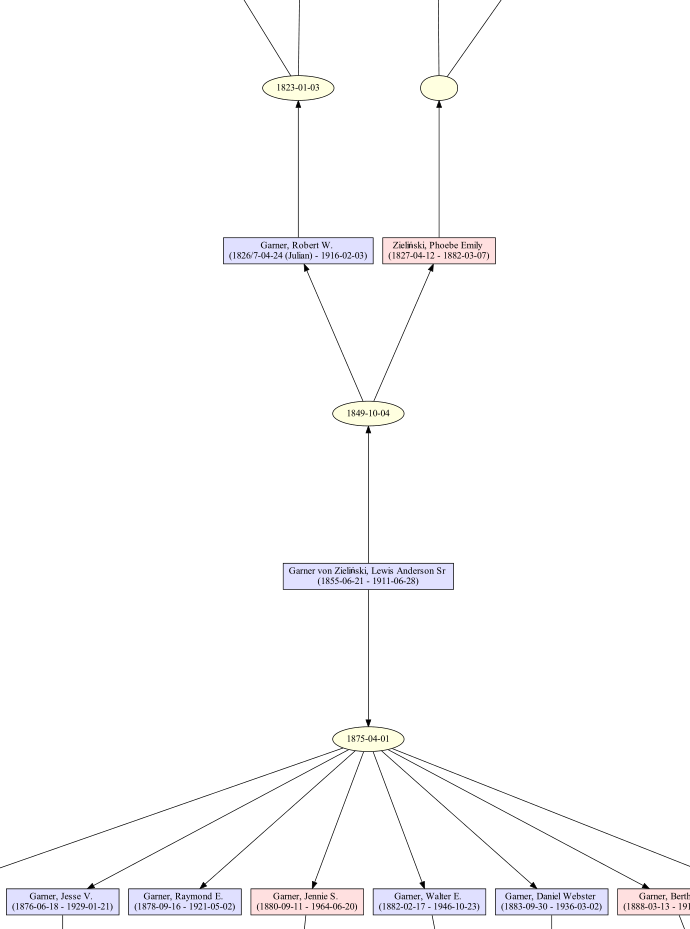 1823-01-03
Garner, Robert W.
(1826/7-04-24 (Julian) - 1916-02-03)
Zieliński, Phoebe Emily
(1827-04-12 - 1882-03-07)
1849-10-04
Garner von Zieliński, Lewis Anderson Sr
(1855-06-21 - 1911-06-28)
1875-04-01
Garner, Jesse V.
(1876-06-18 - 1929-01-21)
Garner, Raymond E.
(1878-09-16 - 1921-05-02)
Garner, Jennie S.
(1880-09-11 - 1964-06-20)
Garner, Walter E.
(1882-02-17 - 1946-10-23)
Garner, Daniel Webster
(1883-09-30 - 1936-03-02)
Garner, Berth
(1888-03-13 - 191